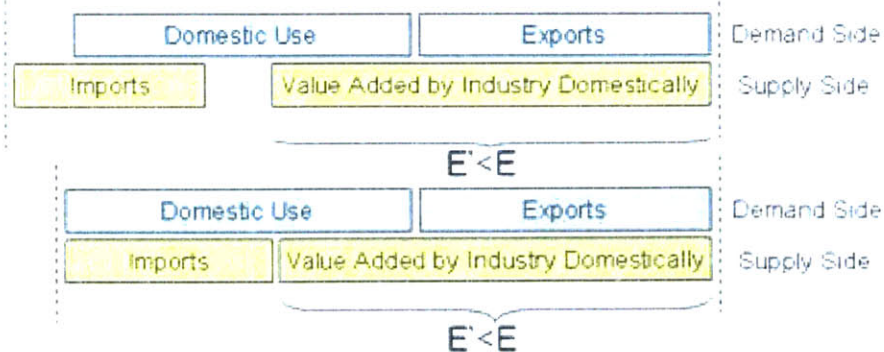 Domestic Use Exports Demand Side
Imports Value Added by Industry Domestically Supply Side
E'<E
Domestic Use Exports Demand Side
Imports Value Added by Industry Domestically Supply Side
E'<E